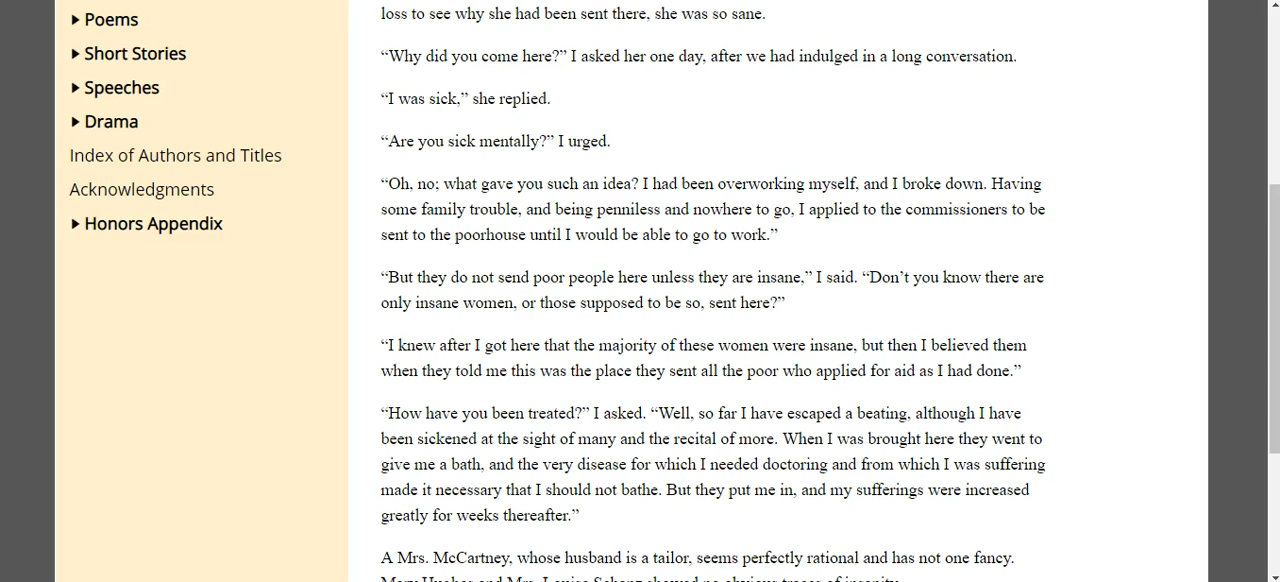 Poems
Short Stories
Speeches
Drama
Index of Authors and Titles
Acknowledgments
Honors Appendix
loss to see why she had been sent there, she was so sane.
“Why did you come here?” I asked her one day, after we had indulged in a long conversation.
“I was sick,” she replied.
“Are you sick mentally?” I urged.
“Oh, no; what gave you such an idea? I had been overworking myself, and I broke down. Having
some family trouble, and being penniless and nowhere to go, I applied to the commissioners to be
sent to the poorhouse until I would be able to go to work.”
“But they do not send poor people here unless they are insane,” I said. “Don’t you know there are
only insane women, or those supposed to be so, sent here?”
“I knew after I got here that the majority of these women were insane, but then I believed them
when they told me this was the place they sent all the poor who applied for aid as I had done.”
“How have you been treated?” I asked. “Well, so far I have escaped a beating, although I have
been sickened at the sight of many and the recital of more. When I was brought here they went to
give me a bath, and the very disease for which I needed doctoring and from which I was suffering
made it necessary that I should not bathe. But they put me in, and my sufferings were increased
greatly for weeks thereafter.”
A Mrs. McCartney, whose husband is a tailor, seems perfectly rational and has not one fancy.
Mary Hughes and Mrs. Louise Schanz showed no obvious traces of insanity.